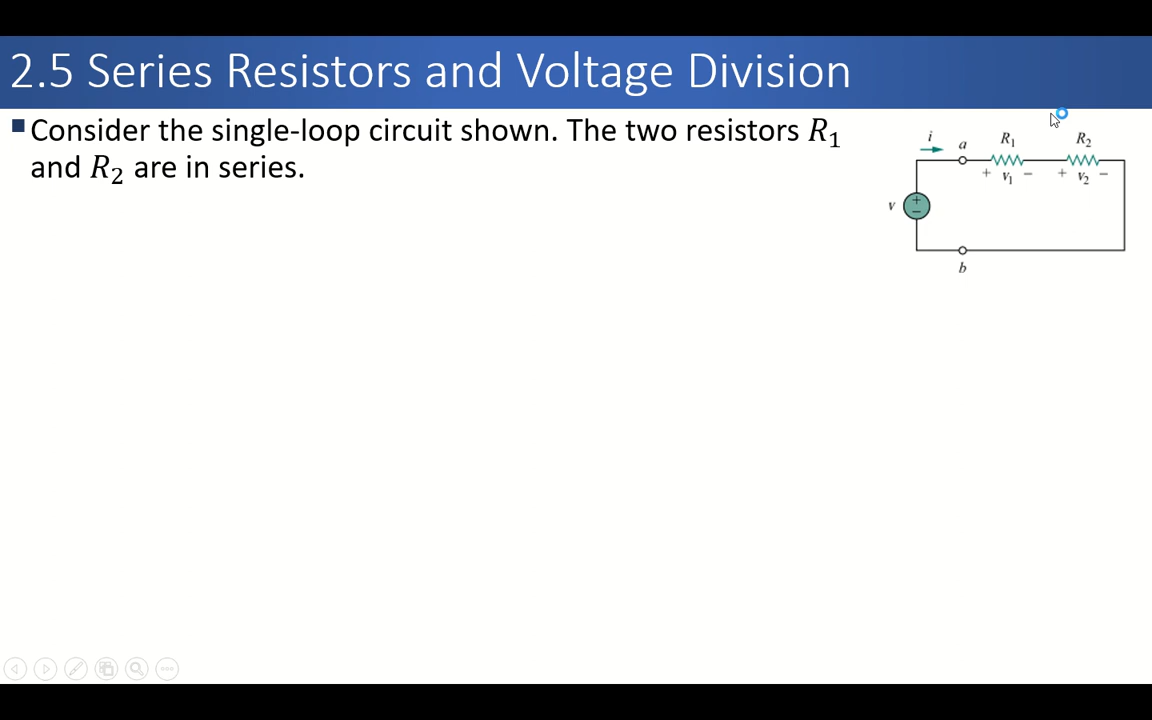 2.5 Series Resistors and Voltage Division
Consider the single-loop circuit shown. The two resistors R₁
and R₂ are in series.
i
a
R₁
R₂
+ v₁ −
+ v₂ −
v
+
−
b